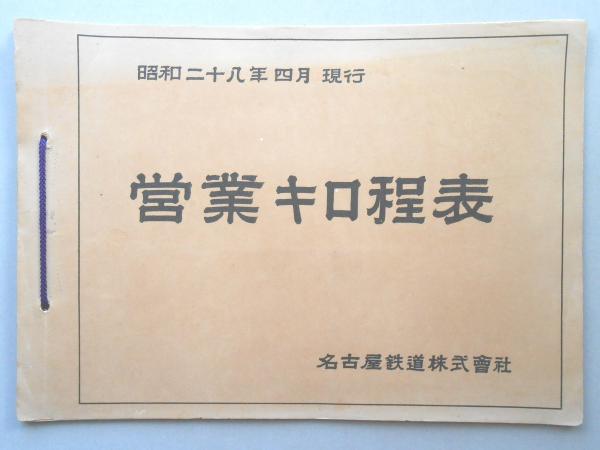 昭和二十八年四月現行
営業キロ程表
名古屋鉄道株式會社